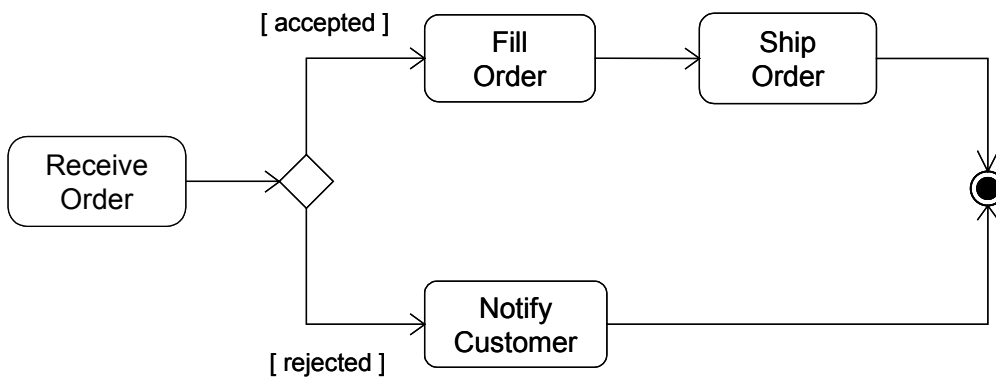 [ accepted ]
Fill
Order
Ship
Order
Receive
Order
Notify
Customer
[ rejected ]